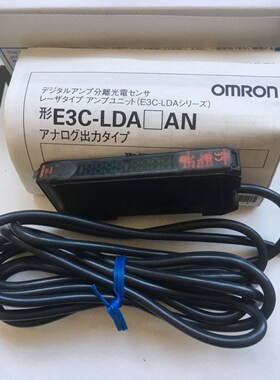 デジタルアンプ分離光電センサ
レーザタイプ アンプユニット(E3C-LDAシリーズ)
OMRON
形E3C-LDA□AN
アナログ出力タイプ